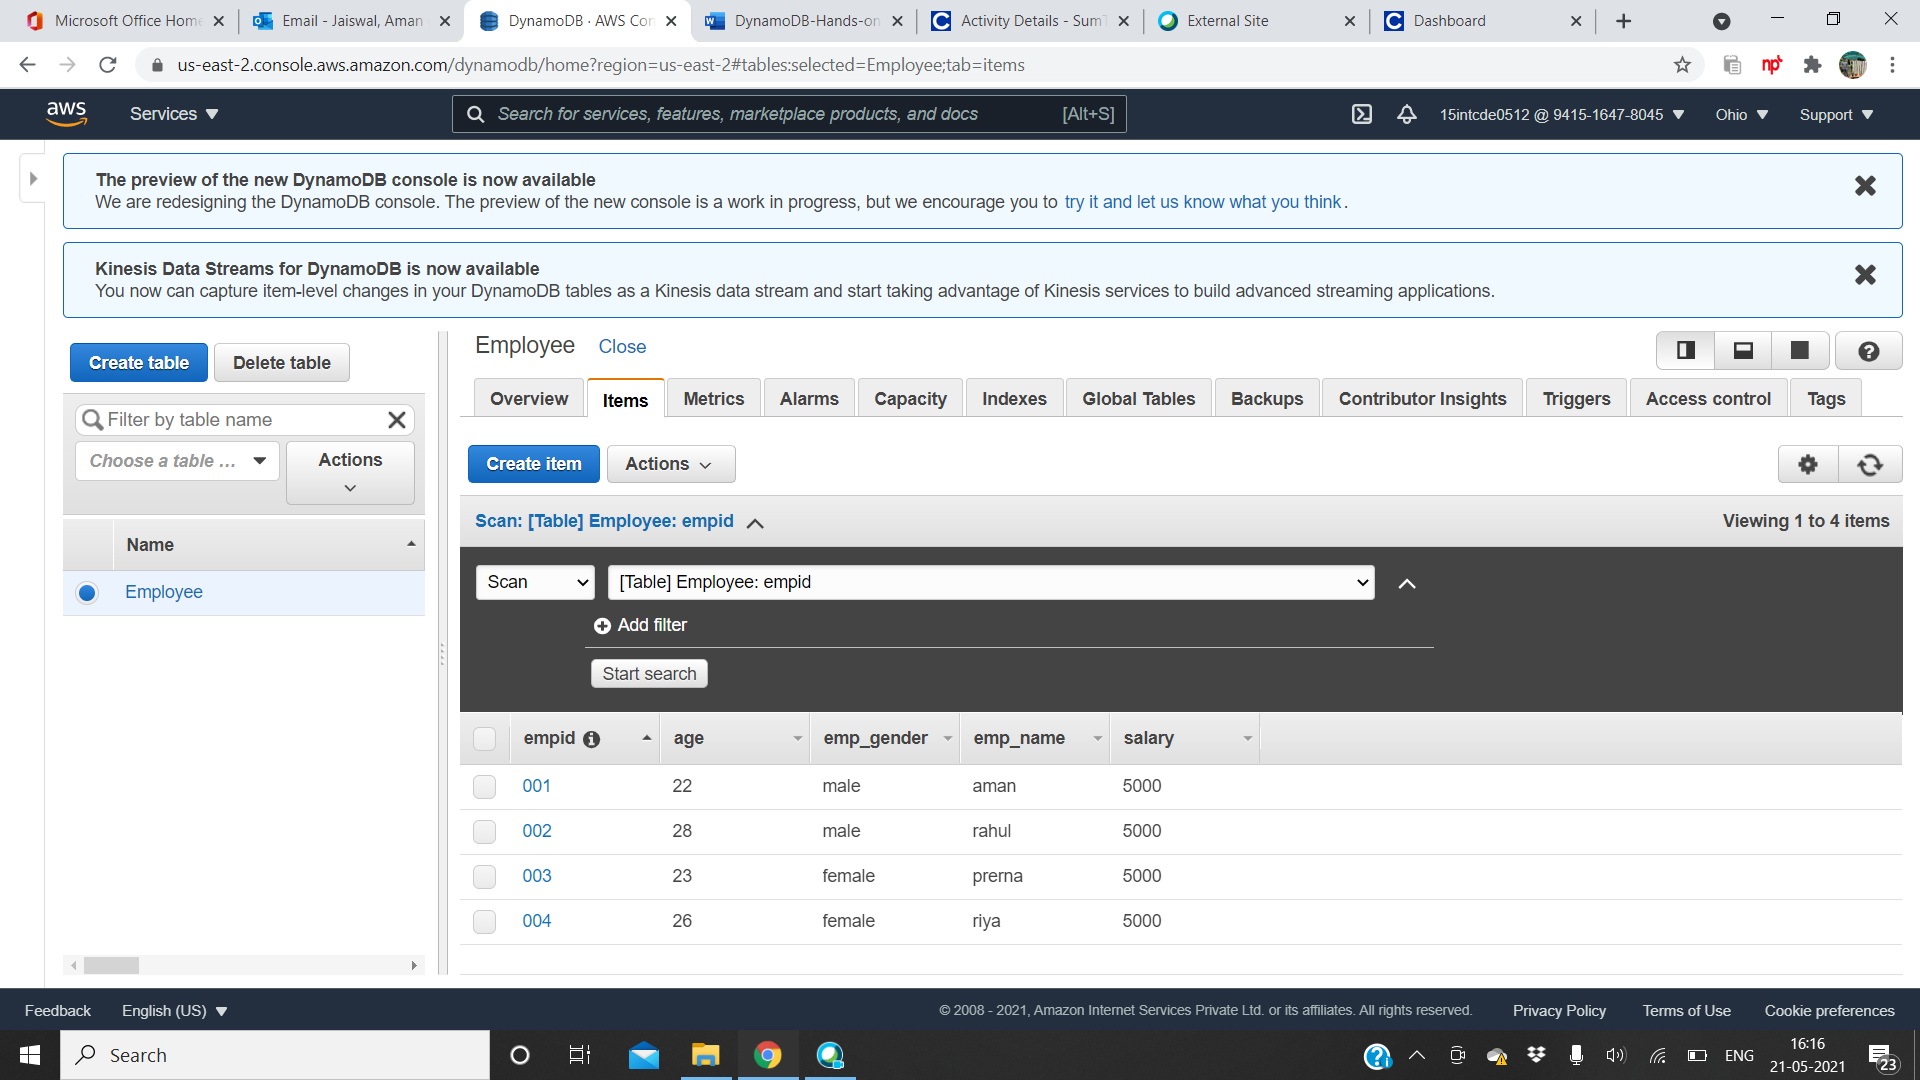 Microsoft Office Home
Email - Jaiswal, Aman
DynamoDB · AWS Con
DynamoDB-Hands-on
Activity Details - SumT
External Site
Dashboard
us-east-2.console.aws.amazon.com/dynamodb/home?region=us-east-2#tables:selected=Employee;tab=items
aws
Services
Search for services, features, marketplace products, and docs
[Alt+S]
15intcde0512 @ 9415-1647-8045
Ohio
Support
The preview of the new DynamoDB console is now available
We are redesigning the DynamoDB console. The preview of the new console is a work in progress, but we encourage you to try it and let us know what you think.
Kinesis Data Streams for DynamoDB is now available
You now can capture item-level changes in your DynamoDB tables as a Kinesis data stream and start taking advantage of Kinesis services to build advanced streaming applications.
Create table
Delete table
Filter by table name
Choose a table ...
Actions
Name
Employee
Employee
Close
Overview
Items
Metrics
Alarms
Capacity
Indexes
Global Tables
Backups
Contributor Insights
Triggers
Access control
Tags
Create item
Actions
Scan: [Table] Employee: empid
Viewing 1 to 4 items
Scan
[Table] Employee: empid
Add filter
Start search
empid age emp_gender emp_name salary
001 22 male aman 5000
002 28 male rahul 5000
003 23 female prerna 5000
004 26 female riya 5000
Feedback
English (US)
© 2008 - 2021, Amazon Internet Services Private Ltd. or its affiliates. All rights reserved.
Privacy Policy
Terms of Use
Cookie preferences
Search
ENG
16:16
21-05-2021
23